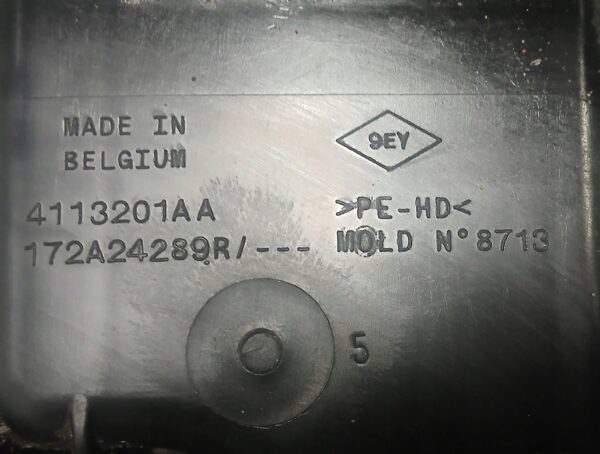 MADE IN
BELGIUM
9EY
4113201AA
>PE-HD<
172A24289R/---
MOLD N°8713
5